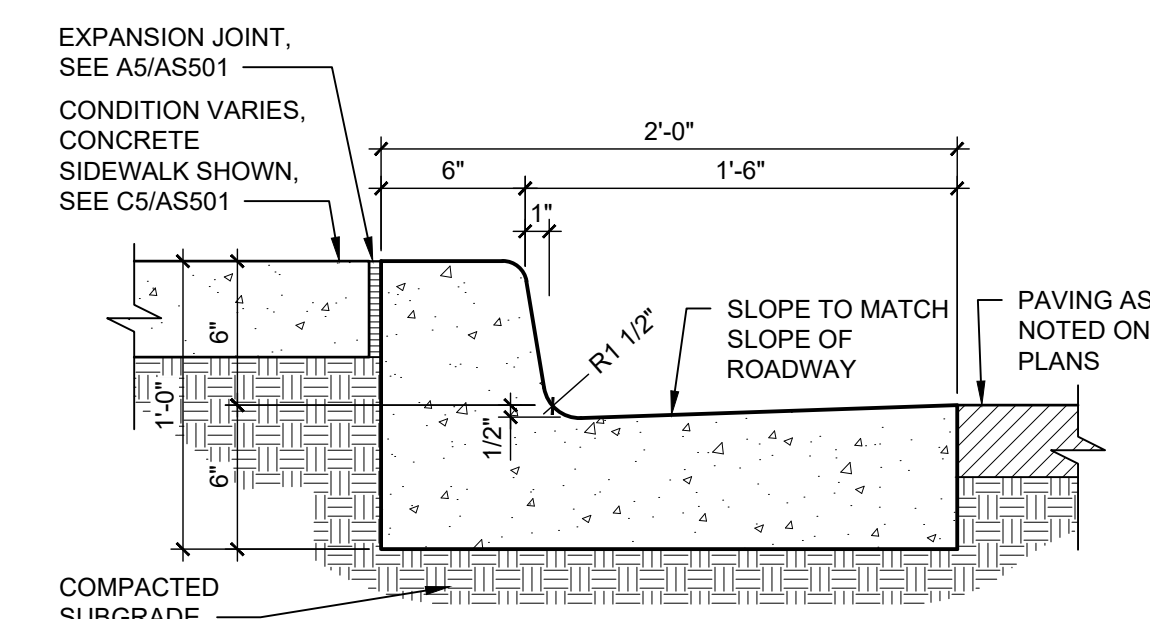 EXPANSION JOINT,
SEE A5/AS501
CONDITION VARIES,
CONCRETE
SIDEWALK SHOWN,
SEE C5/AS501
2'-0"
6"
1'-6"
1"
R1 1/2"
SLOPE TO MATCH
SLOPE OF
ROADWAY
PAVING AS
NOTED ON
PLANS
6"
1'-0"
1/2"
6"
COMPACTED
SUBGRADE